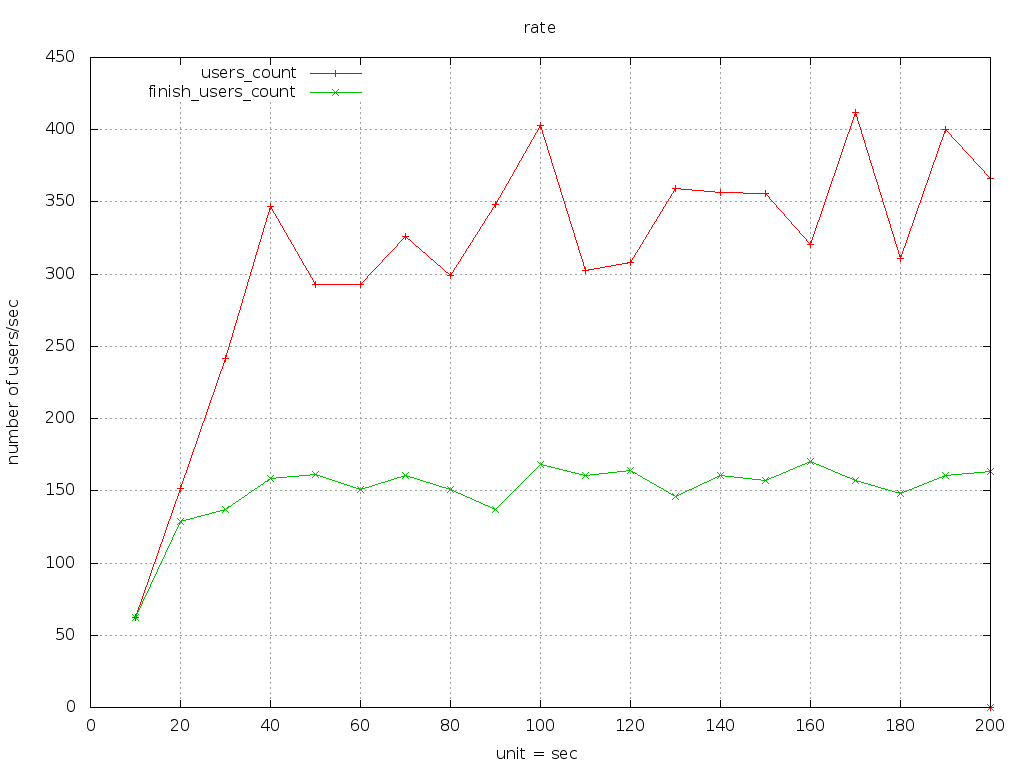 rate
users_count
finish_users_count
450
400
350
300
250
200
150
100
50
0
number of users/sec
0 20 40 60 80 100 120 140 160 180 200
unit = sec